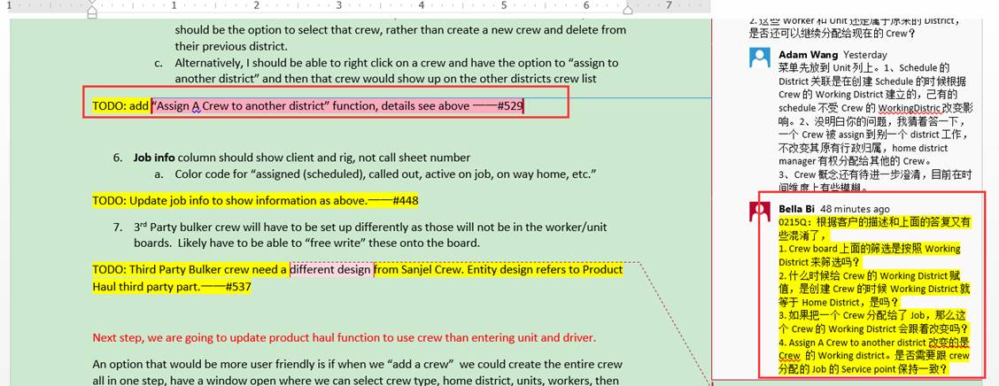 1 1 2 3 4 5 6 7
should be the option to select that crew, rather than create a new crew and delete from
their previous district.
c. Alternatively, I should be able to right click on a crew and have the option to “assign to
another district” and then that crew would show up on the other districts crew list
TODO: add “Assign A Crew to another district” function, details see above ——#529
6. Job info column should show client and rig, not call sheet number
a. Color code for “assigned (scheduled), called out, active on job, on way home, etc.”
TODO: Update job info to show information as above.——#448
7. 3rd Party bulker crew will have to be set up differently as those will not be in the worker/unit
boards. Likely have to be able to “free write” these onto the board.
TODO: Third Party Bulker crew need a different design from Sanjel Crew. Entity design refers to Product
Haul third party part.——#537
Next step, we are going to update product haul function to use crew than entering unit and driver.
An option that would be more user friendly is if when we “add a crew” we could create the entire crew
all in one step, have a window open where we can select crew type, home district, units, workers, then
2. 这些 Worker 和 Unit 还是属于原来的 District，
是否还可以继续分配给现在的 Crew？
Adam Wang Yesterday
菜单先放到 Unit 列上。1、Schedule 的
District 关联是在创建 Schedule 的时候根据
Crew 的 Working District 建立的，己有的
schedule 不受 Crew 的 WorkingDistric 改变影
响。2、没明白你的问题，我猜着答一下，
一个 Crew 被 assign 到别一个 district 工作，
不改变其原有行政归属，home district
manager 有权分配给其他的 Crew。
3、Crew 概念还有待进一步澄清，目前在时
间维度上有些模糊。
Bella Bi 48 minutes ago
0215Q：根据客户的描述和上面的答复又有
些混淆了，
1. Crew board 上面的筛选是按照 Working
District 来筛选吗？
2. 什么时候给 Crew 的 Working District 赋
值，是创建 Crew 的时候 Working District 就
等于 Home District，是吗？
3. 如果把一个 Crew 分配给了 Job，那么这
个 Crew 的 Working District 会跟着改变吗？
4. Assign A Crew to another district 改变的是
Crew 的 Working district。是否需要跟 crew
分配的 Job 的 Service point 保持一致？